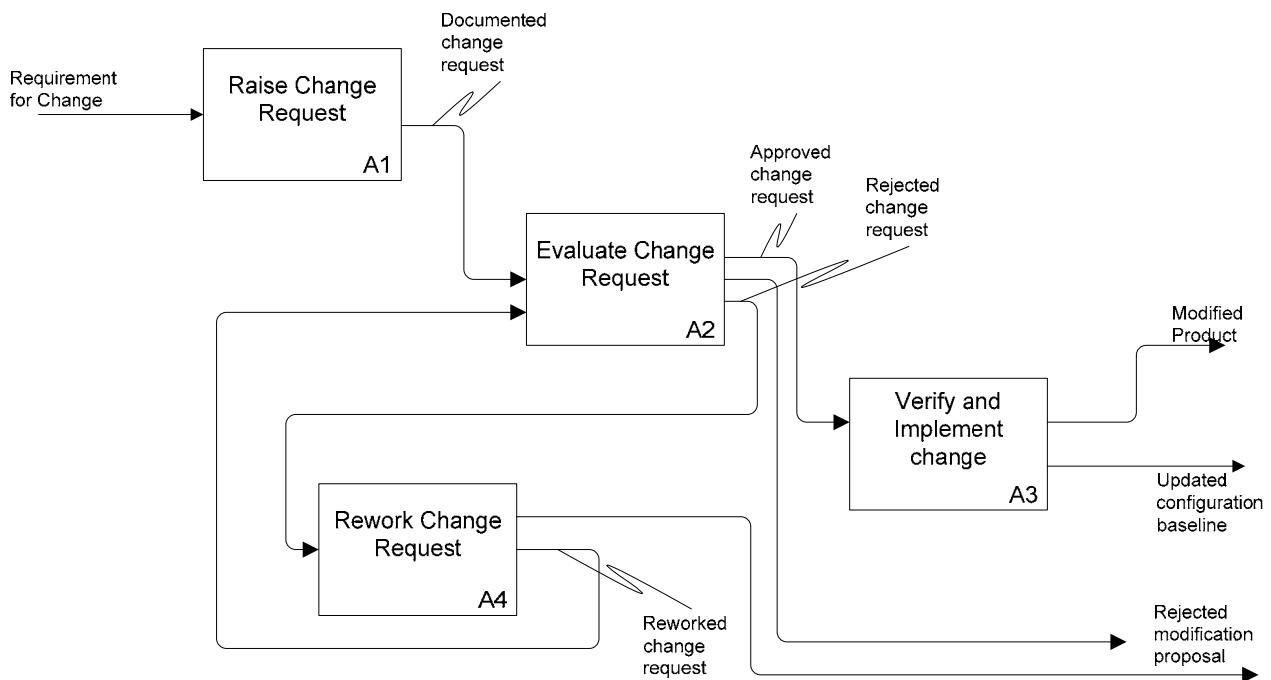 Requirement
for Change
Raise Change
Request
A1
Documented
change
request
Evaluate Change
Request
A2
Approved
change
request
Rejected
change
request
Verify and
Implement
change
A3
Modified
Product
Updated
configuration
baseline
Rework Change
Request
A4
Reworked
change
request
Rejected
modification
proposal